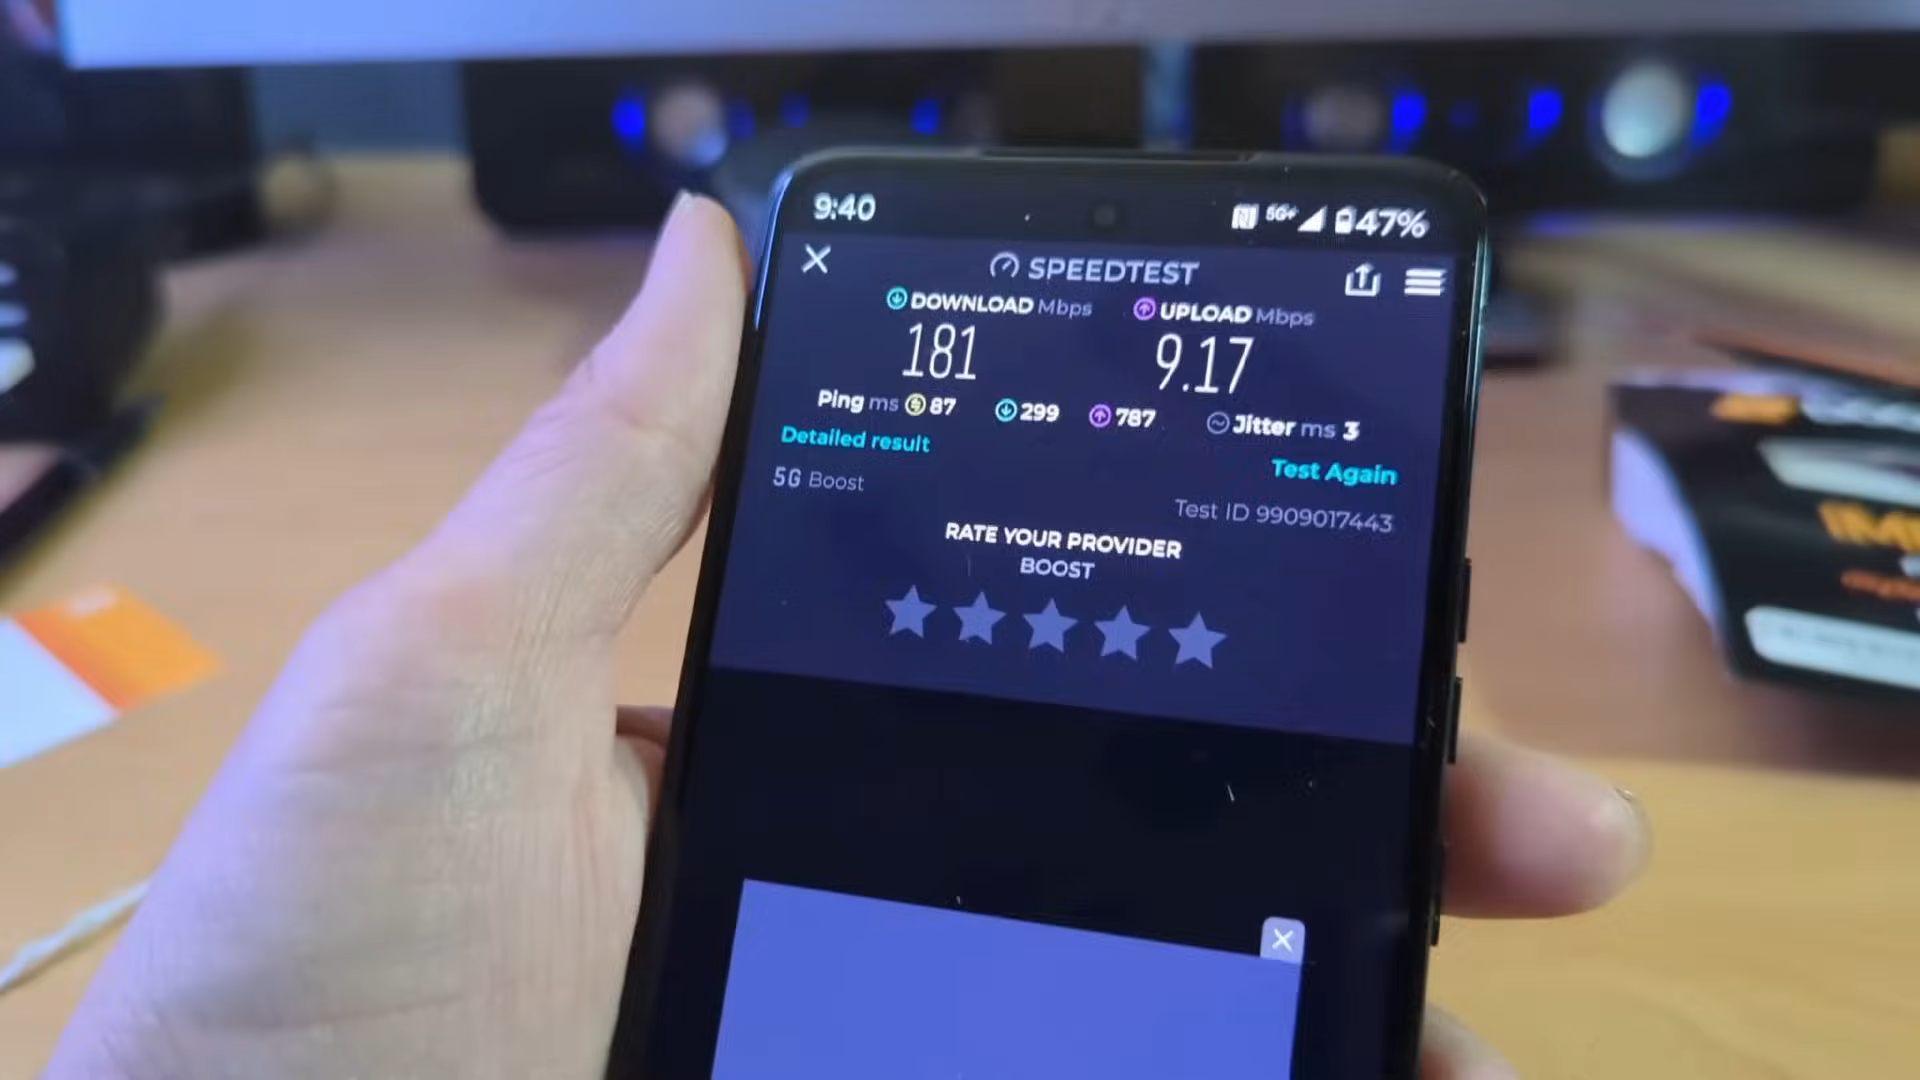 9:40 5G+ 47%
SPEEDTEST
DOWNLOAD Mbps UPLOAD Mbps
181 9.17
Ping ms 87 299 787 Jitter ms 3
Detailed result Test Again
5G Boost Test ID 9909017443
RATE YOUR PROVIDER
BOOST